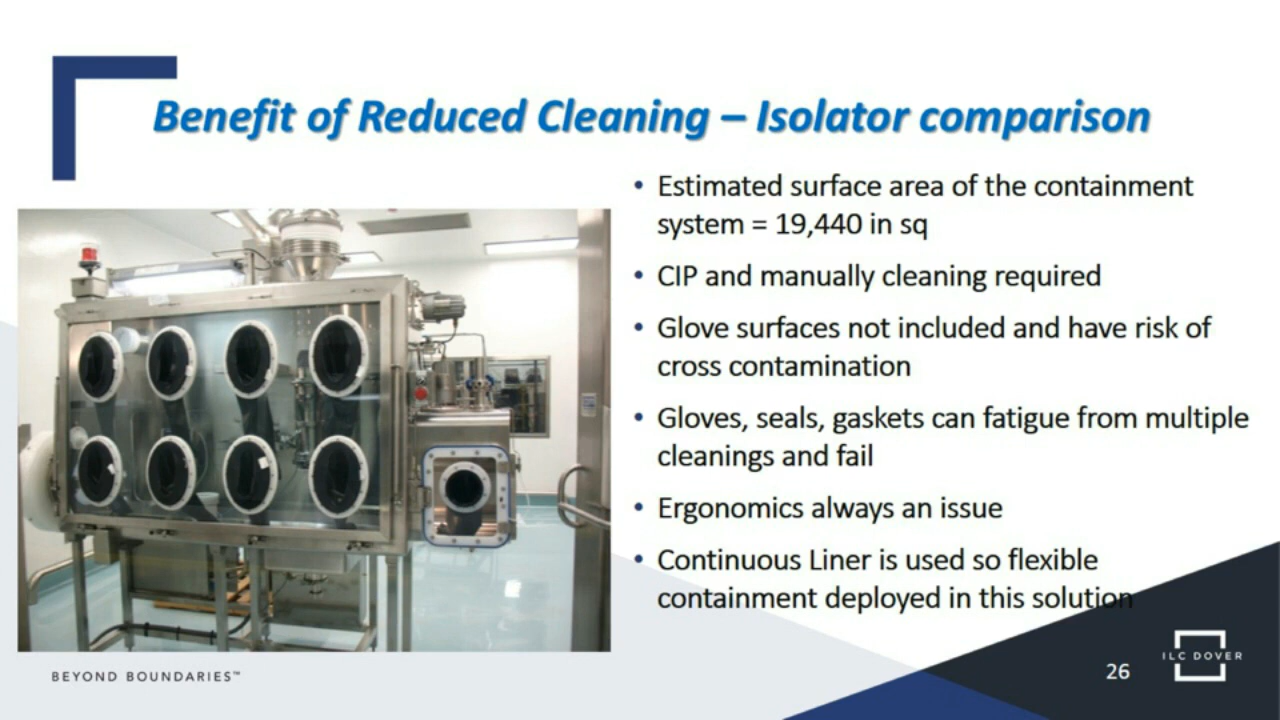 Benefit of Reduced Cleaning – Isolator comparison
• Estimated surface area of the containment
system = 19,440 in sq
• CIP and manually cleaning required
• Glove surfaces not included and have risk of
cross contamination
• Gloves, seals, gaskets can fatigue from multiple
cleanings and fail
• Ergonomics always an issue
• Continuous Liner is used so flexible
containment deployed in this solution
BEYOND BOUNDARIES™
26
ILC DOVER